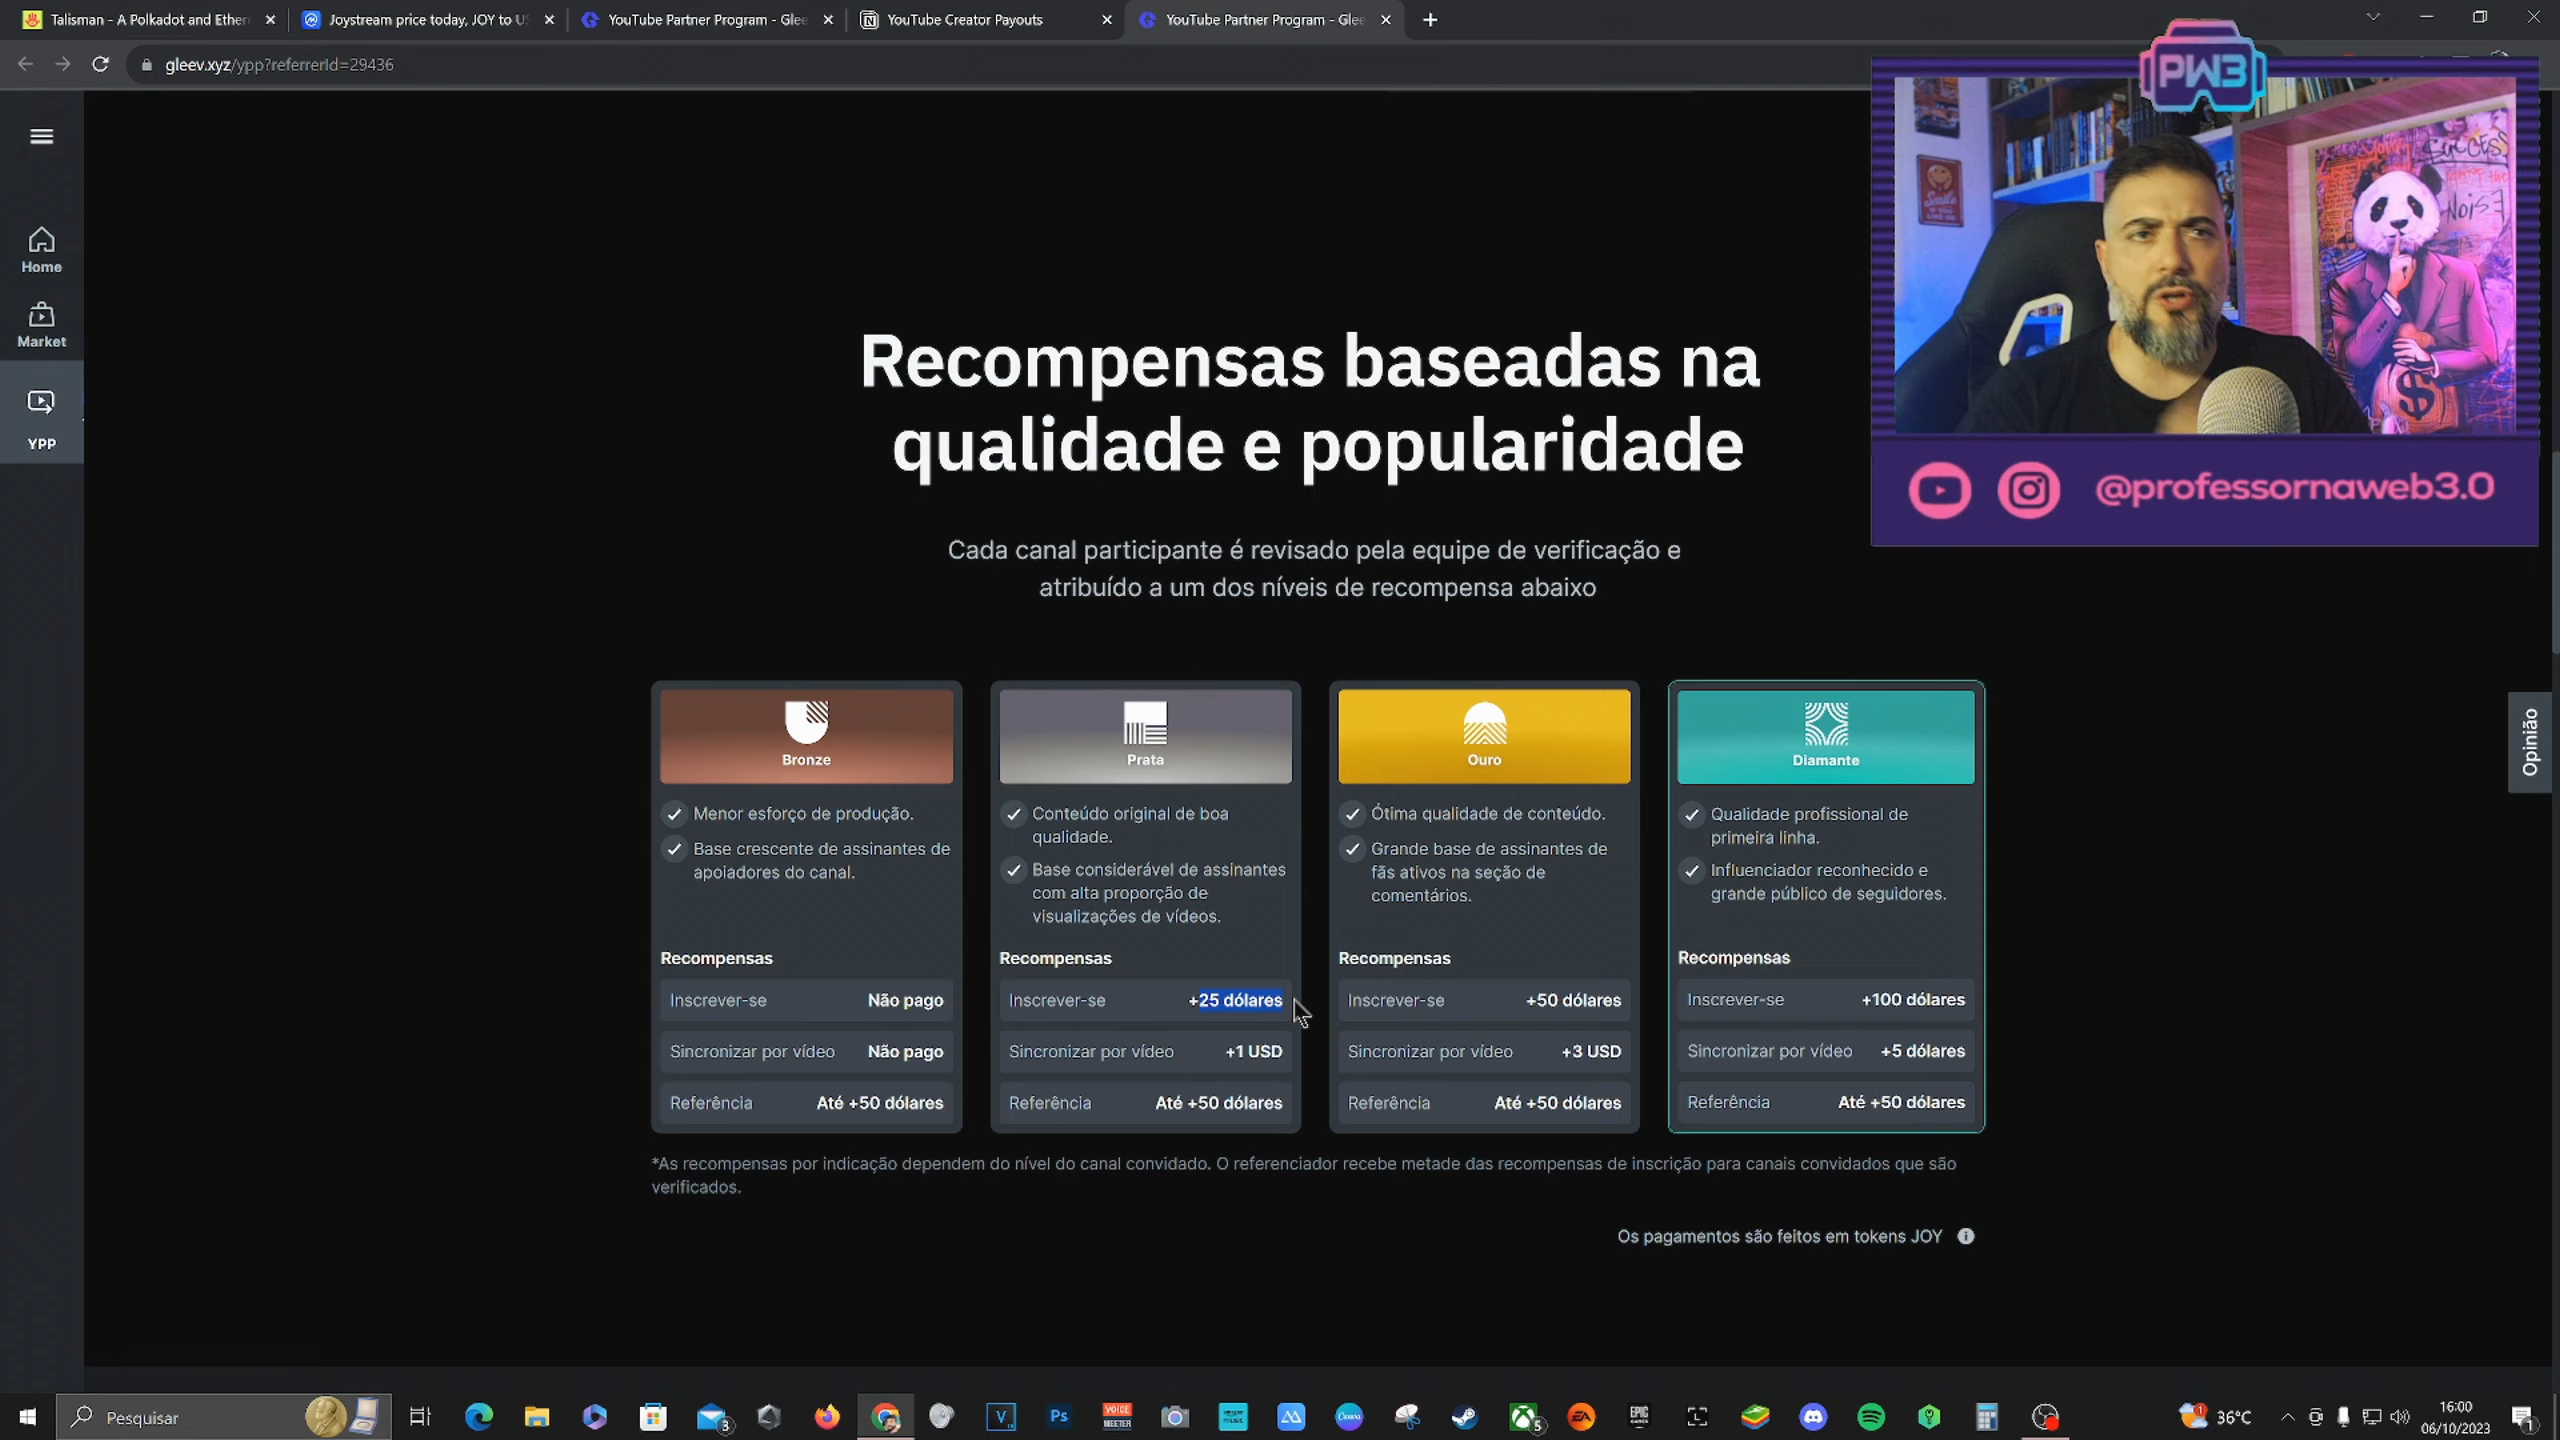 Talisman - A Polkadot and Ether
Joystream price today, JOY to U
YouTube Partner Program - Glee
YouTube Creator Payouts
YouTube Partner Program - Glee
gleev.xyz/ypp?referrerId=29436
PW3
@professornaweb3.0
Home
Market
YPP
Recompensas baseadas na
qualidade e popularidade
Cada canal participante é revisado pela equipe de verificação e
atribuído a um dos níveis de recompensa abaixo
Bronze
Menor esforço de produção.
Base crescente de assinantes de
apoiadores do canal.
Recompensas
Inscrever-se Não pago
Sincronizar por vídeo Não pago
Referência Até +50 dólares
Prata
Conteúdo original de boa
qualidade.
Base considerável de assinantes
com alta proporção de
visualizações de vídeos.
Recompensas
Inscrever-se +25 dólares
Sincronizar por vídeo +1 USD
Referência Até +50 dólares
Ouro
Ótima qualidade de conteúdo.
Grande base de assinantes de
fãs ativos na seção de
comentários.
Recompensas
Inscrever-se +50 dólares
Sincronizar por vídeo +3 USD
Referência Até +50 dólares
Diamante
Qualidade profissional de
primeira linha.
Influenciador reconhecido e
grande público de seguidores.
Recompensas
Inscrever-se +100 dólares
Sincronizar por vídeo +5 dólares
Referência Até +50 dólares
*As recompensas por indicação dependem do nível do canal convidado. O referenciador recebe metade das recompensas de inscrição para canais convidados que são
verificados.
Os pagamentos são feitos em tokens JOY
Opinião
Pesquisar
36°C
16:00
06/10/2023